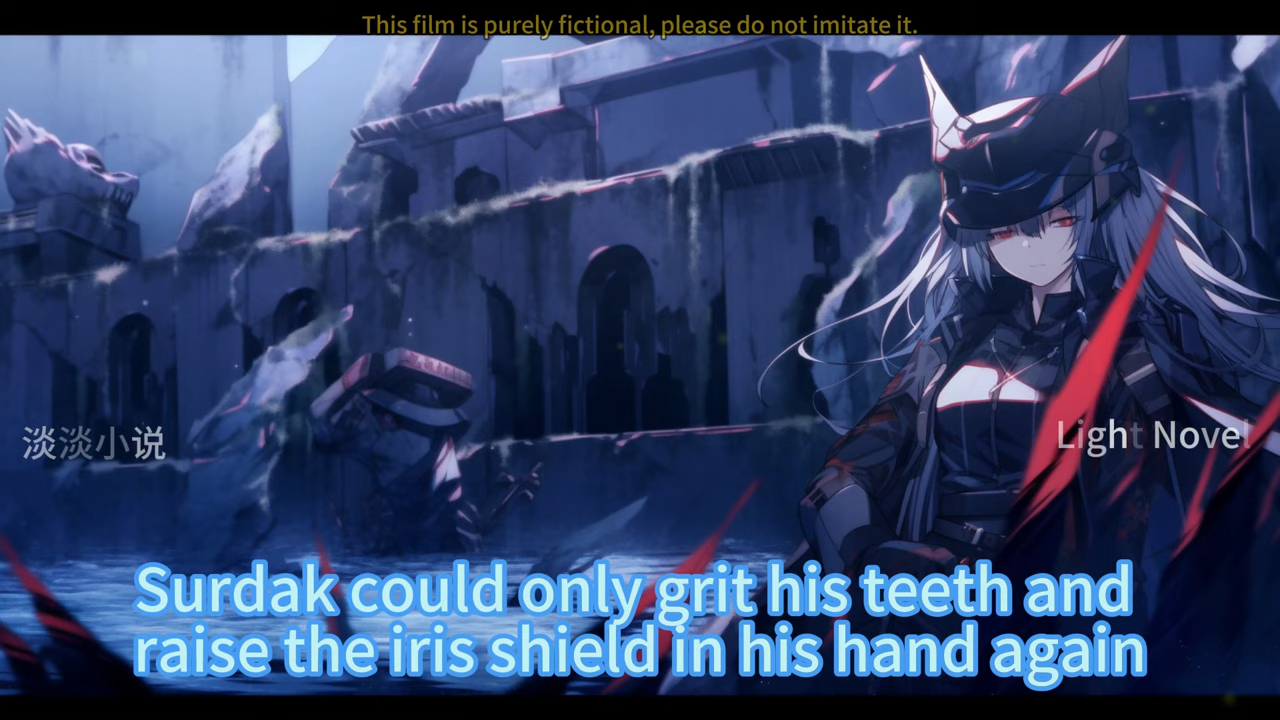 This film is purely fictional, please do not imitate it.
淡淡小说
Light Novel
Surdak could only grit his teeth and
raise the iris shield in his hand again